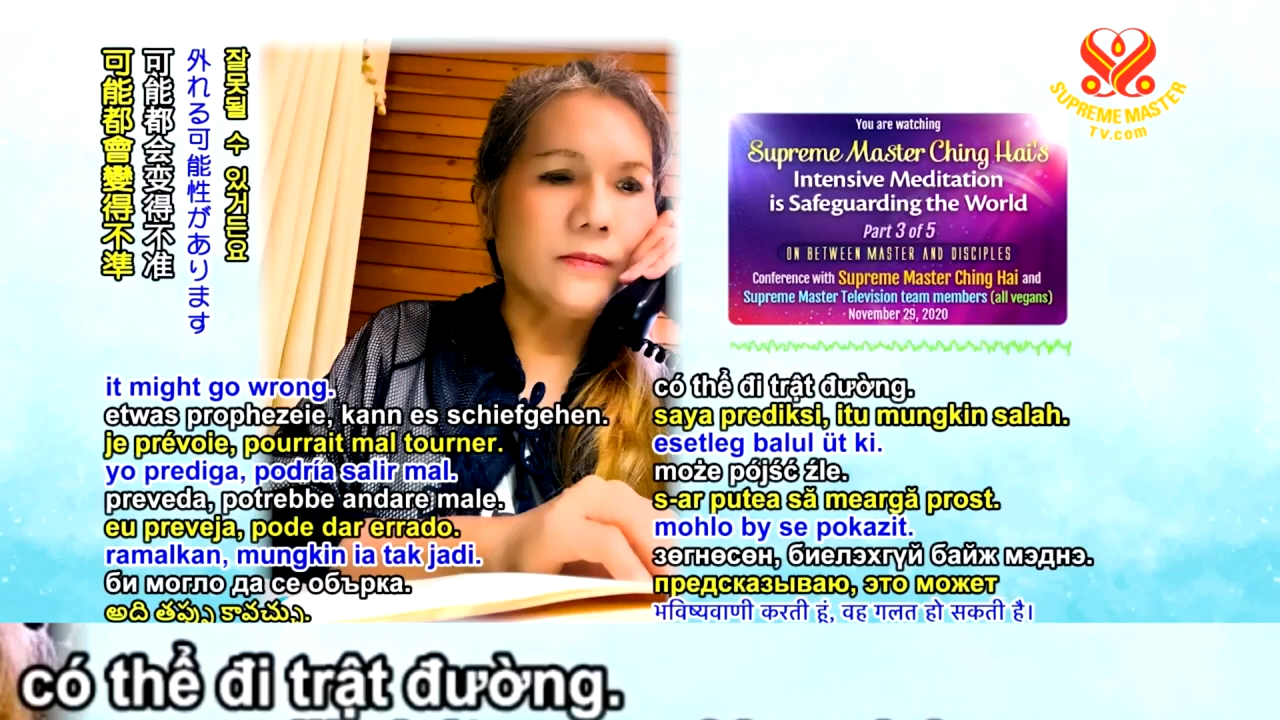 可能都會變得不準
可能都会变得不准
外れる可能性があります
잘못될 수 있거든요
SUPREME MASTER
TV.com
You are watching
Supreme Master Ching Hai's
Intensive Meditation
is Safeguarding the World
Part 3 of 5
ON BETWEEN MASTER AND DISCIPLES
Conference with Supreme Master Ching Hai and
Supreme Master Television team members (all vegans)
November 29, 2020
it might go wrong.
etwas prophezeie, kann es schiefgehen.
je prévoie, pourrait mal tourner.
yo prediga, podría salir mal.
preveda, potrebbe andare male.
eu preveja, pode dar errado.
ramalkan, mungkin ia tak jadi.
би могло да се обърка.
అది తప్పు కావచ్చు.
có thể đi trật đường.
saya prediksi, itu mungkin salah.
esetleg balul üt ki.
może pójść źle.
s-ar putea să meargă prost.
mohlo by se pokazit.
зөгнөсөн, биелэхгүй байж мэднэ.
предсказываю, это может
भविष्यवाणी करती हूं, वह गलत हो सकती है।
có thể đi trật đường.